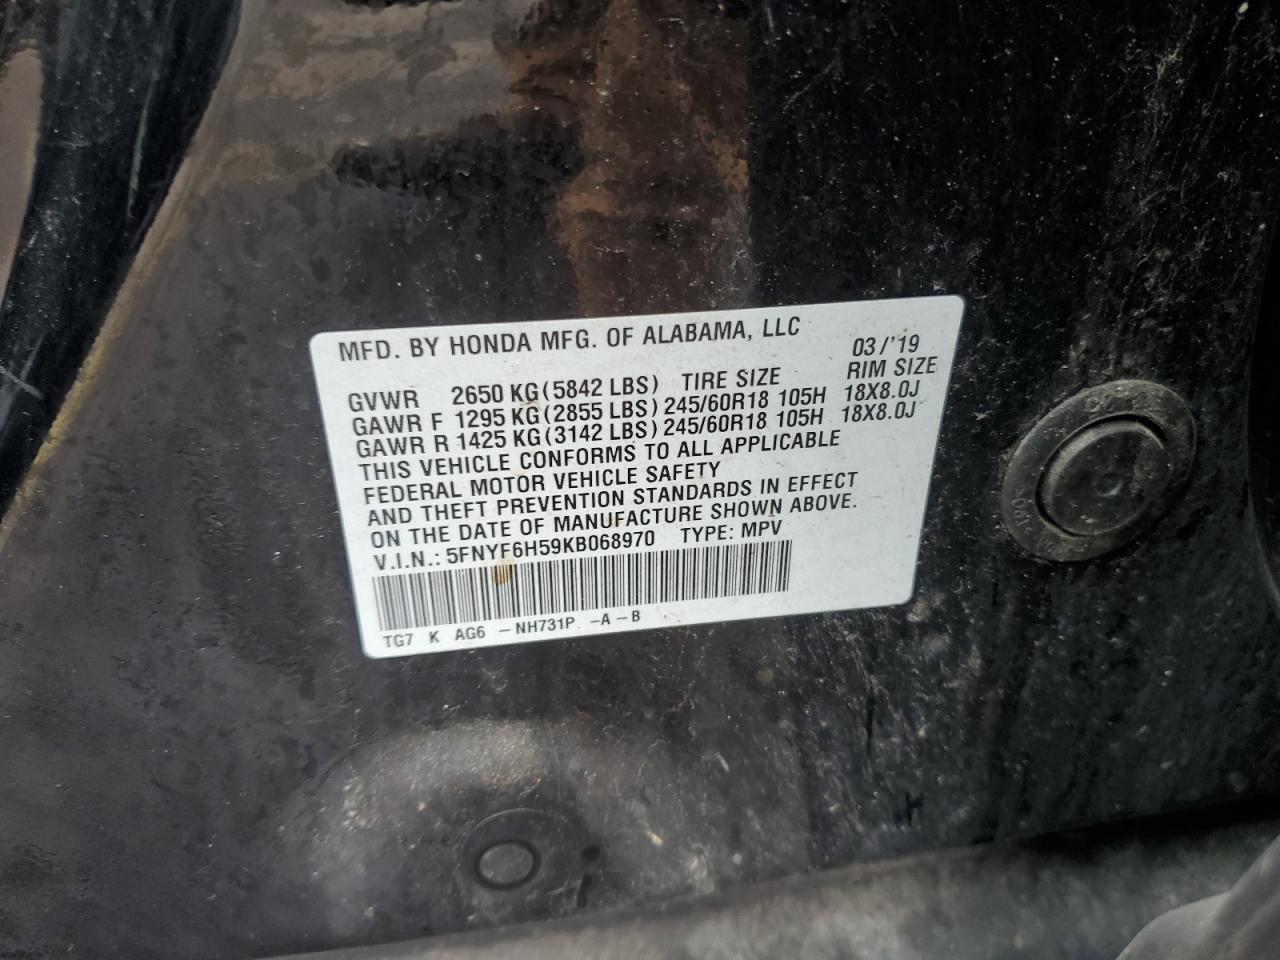 MFD. BY HONDA MFG. OF ALABAMA, LLC 03/'19
GVWR 2650 KG (5842 LBS) TIRE SIZE RIM SIZE
GAWR F 1295 KG (2855 LBS) 245/60R18 105H 18X8.0J
GAWR R 1425 KG (3142 LBS) 245/60R18 105H 18X8.0J
THIS VEHICLE CONFORMS TO ALL APPLICABLE
FEDERAL MOTOR VEHICLE SAFETY
AND THEFT PREVENTION STANDARDS IN EFFECT
ON THE DATE OF MANUFACTURE SHOWN ABOVE.
V.I.N.: 5FNYF6H59KB068970 TYPE: MPV
TG7 K AG6 - NH731P. -A - B